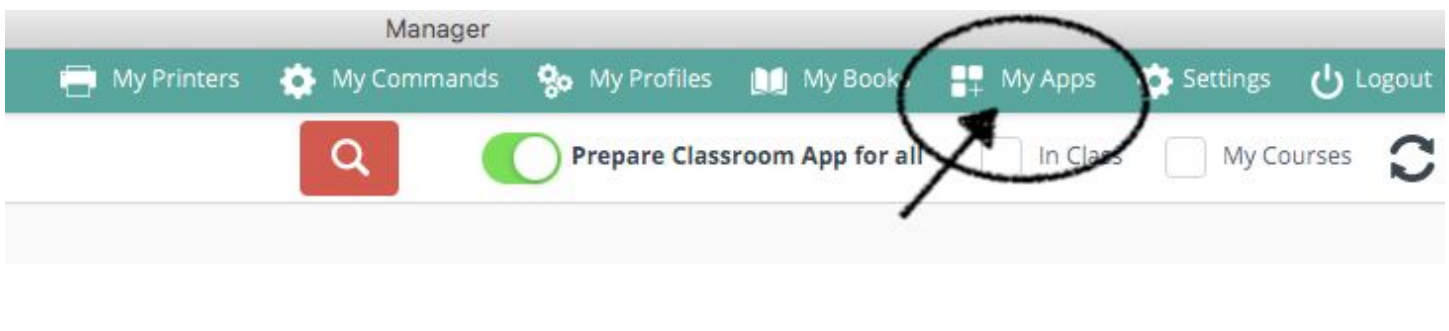 Manager
My Printers My Commands My Profiles My Books My Apps Settings Logout
Prepare Classroom App for all In Class My Courses